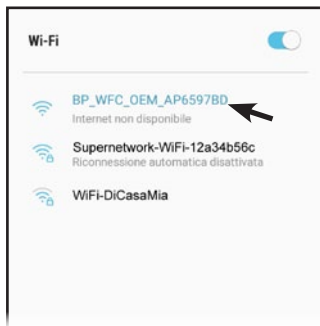 Wi-Fi
BP_WFC_OEM_AP6597BD
Internet non disponibile
Supernetwork-WiFi-12a34b56c
Riconnessione automatica disattivata
WiFi-DiCasaMia